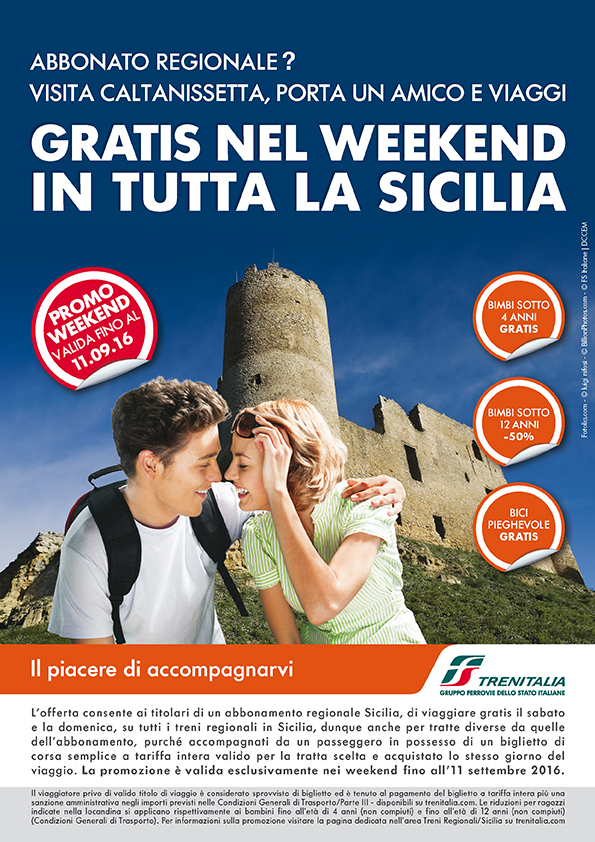 ABBONATO REGIONALE?
VISITA CALTANISSETTA, PORTA UN AMICO E VIAGGI
GRATIS NEL WEEKEND
IN TUTTA LA SICILIA
PROMO
WEEKEND
VALIDA FINO AL
11.09.16
BIMBI SOTTO
4 ANNI
GRATIS
BIMBI SOTTO
12 ANNI
-50%
BICI
PIEGHEVOLE
GRATIS
Fotolia.com - © luigi nifosi - © BillionPhotos.com - © FS Italiane | DCCEM
Il piacere di accompagnarvi
TRENITALIA
GRUPPO FERROVIE DELLO STATO ITALIANE
L'offerta consente ai titolari di un abbonamento regionale Sicilia, di viaggiare gratis il sabato
e la domenica, su tutti i treni regionali in Sicilia, dunque anche per tratte diverse da quelle
dell'abbonamento, purché accompagnati da un passeggero in possesso di un biglietto di
corsa semplice a tariffa intera valido per la tratta scelta e acquistato lo stesso giorno del
viaggio. La promozione è valida esclusivamente nei weekend fino all'11 settembre 2016.
Il viaggiatore privo di valido titolo di viaggio è considerato sprovvisto di biglietto ed è tenuto al pagamento del biglietto a tariffa intera più una
sanzione amministrativa negli importi previsti nelle Condizioni Generali di Trasporto/Parte III - disponibili su trenitalia.com. Le riduzioni per ragazzi
indicate nella locandina si applicano rispettivamente ai bambini fino all'età di 4 anni (non compiuti) e fino all'età di 12 anni (non compiuti)
(Condizioni Generali di Trasporto). Per informazioni sulla promozione visitare la pagina dedicata nell'area Treni Regionali/Sicilia su trenitalia.com